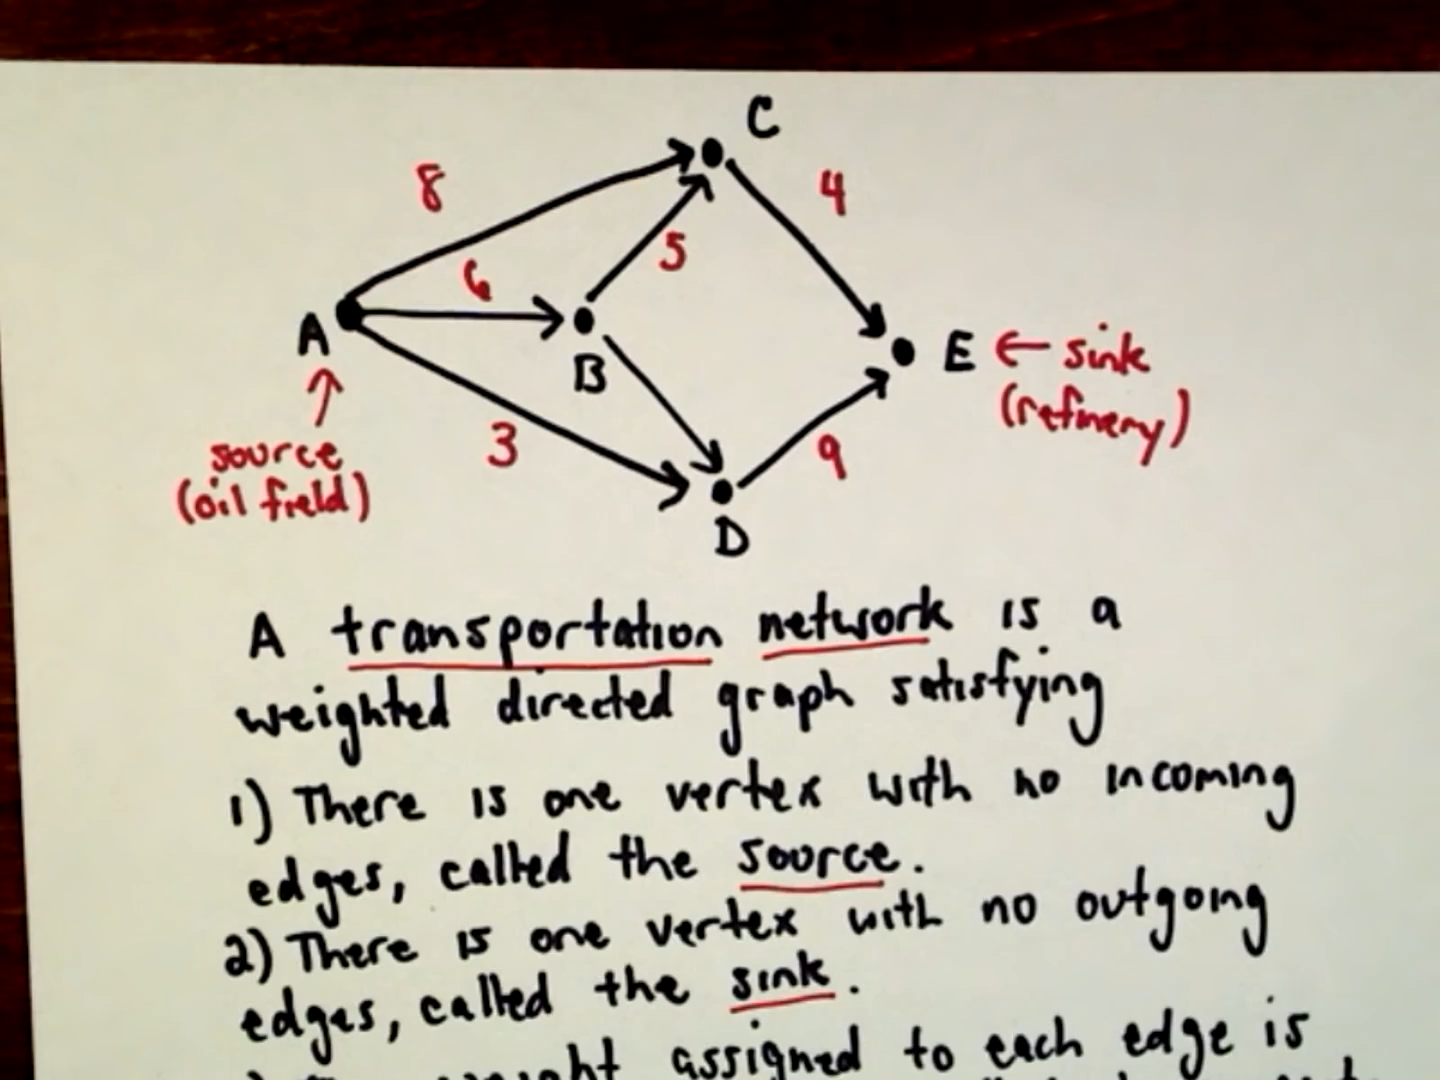 C
8
4
6
5
A
B
E ← sink
(refinery)
3
9
source
(oil field)
D
A transportation network is a
weighted directed graph satisfying
1) There is one vertex with no incoming
edges, called the source.
2) There is one vertex with no outgoing
edges, called the sink.
assigned to each edge is